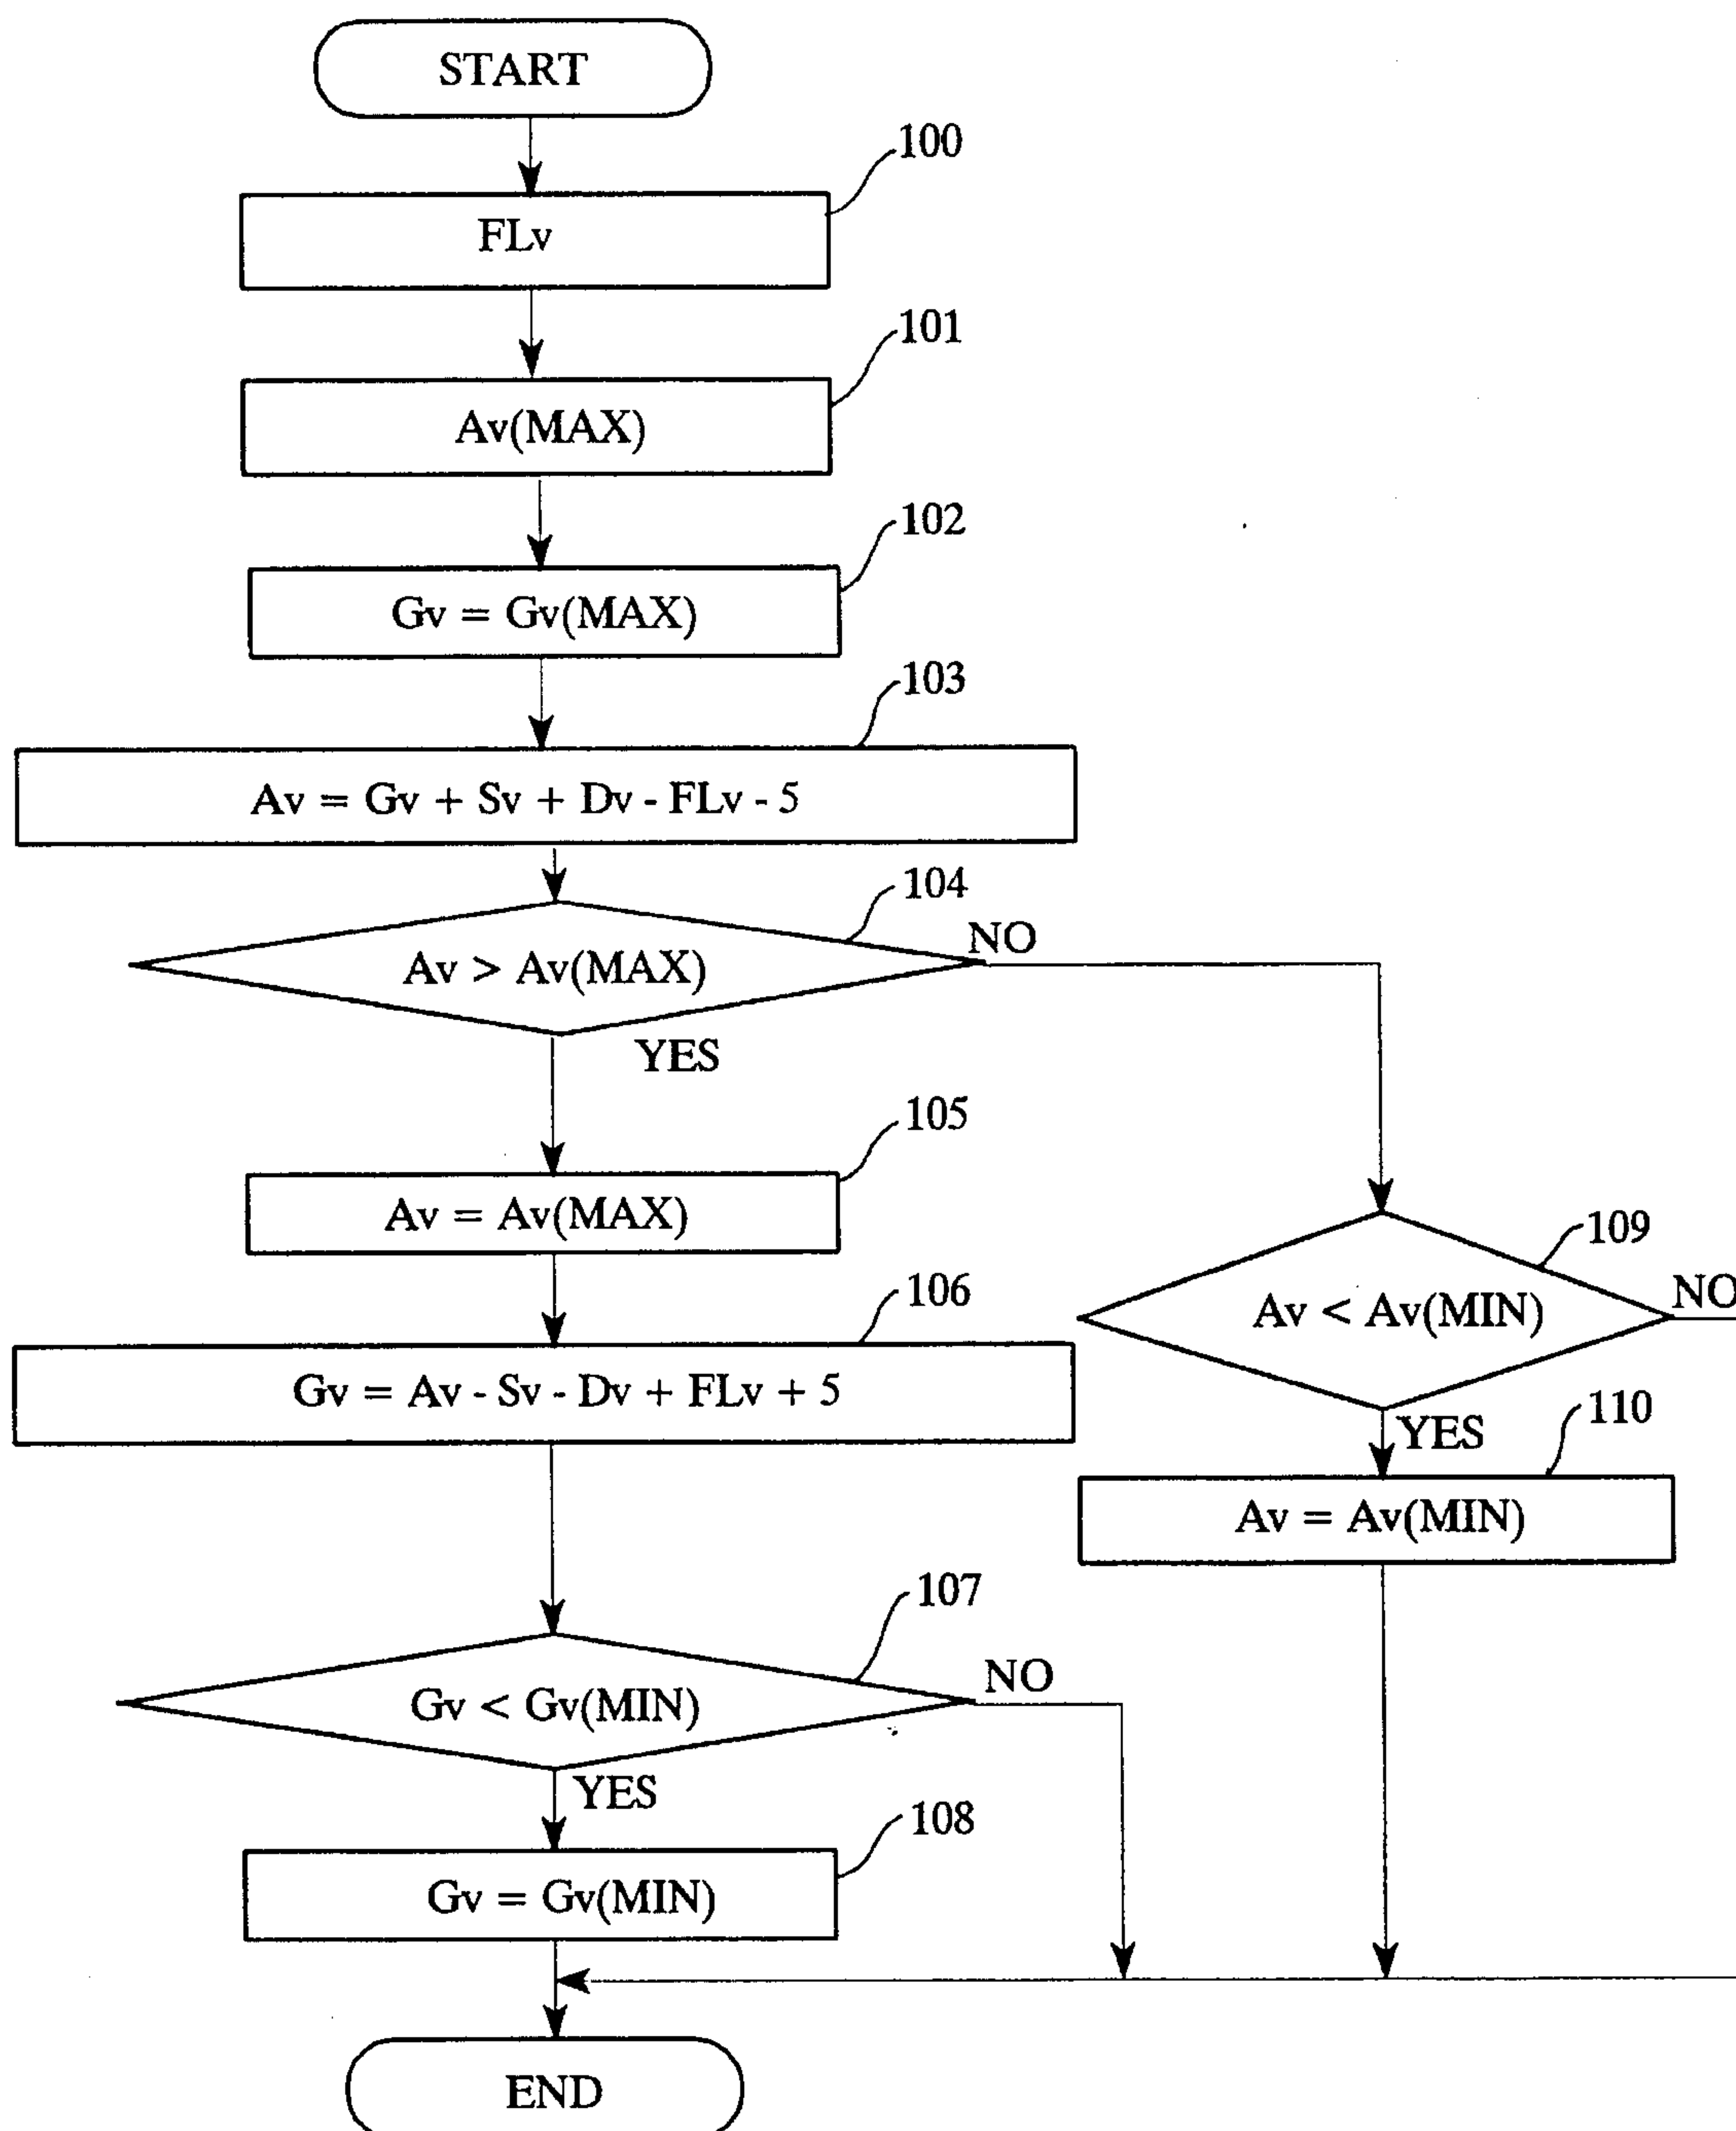 START
100
FLv
101
Av(MAX)
102
Gv = Gv(MAX)
103
Av = Gv + Sv + Dv - FLv - 5
104
Av > Av(MAX)
NO
YES
105
Av = Av(MAX)
109
Av < Av(MIN)
NO
106
Gv = Av - Sv - Dv + FLv + 5
YES
110
Av = Av(MIN)
107
Gv < Gv(MIN)
NO
YES
108
Gv = Gv(MIN)
END